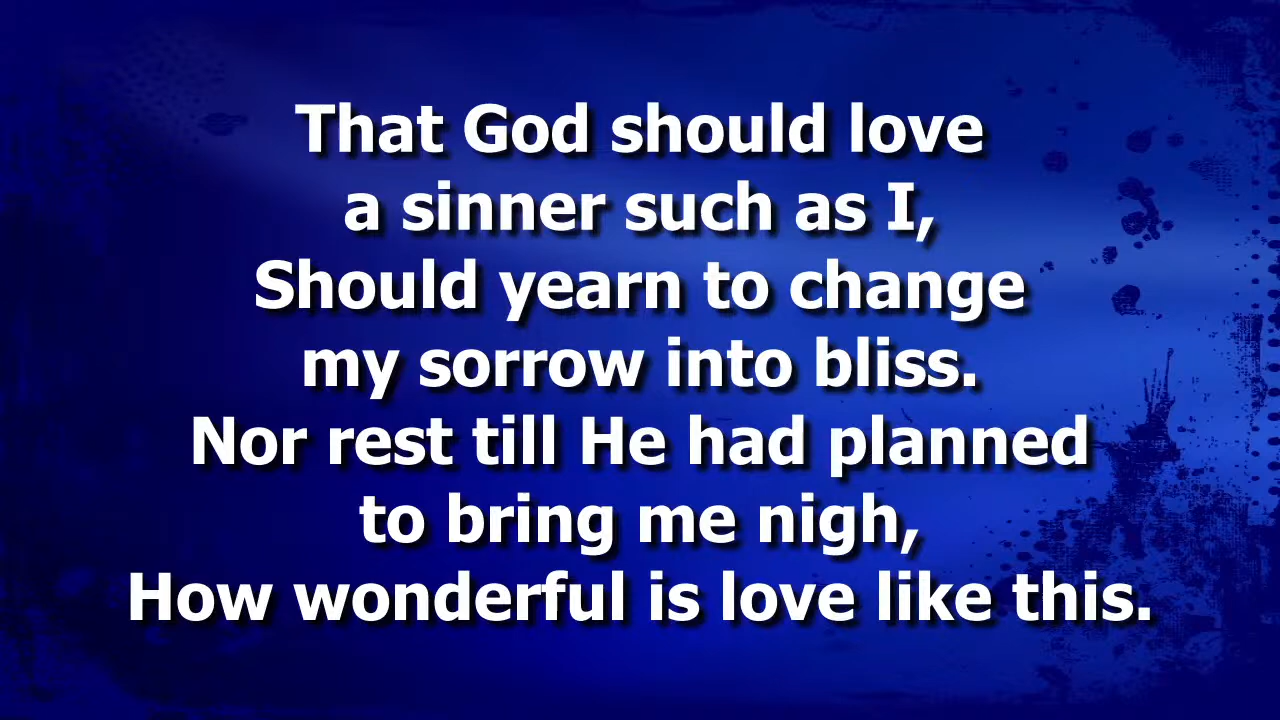 That God should love
a sinner such as I,
Should yearn to change
my sorrow into bliss.
Nor rest till He had planned
to bring me nigh,
How wonderful is love like this.